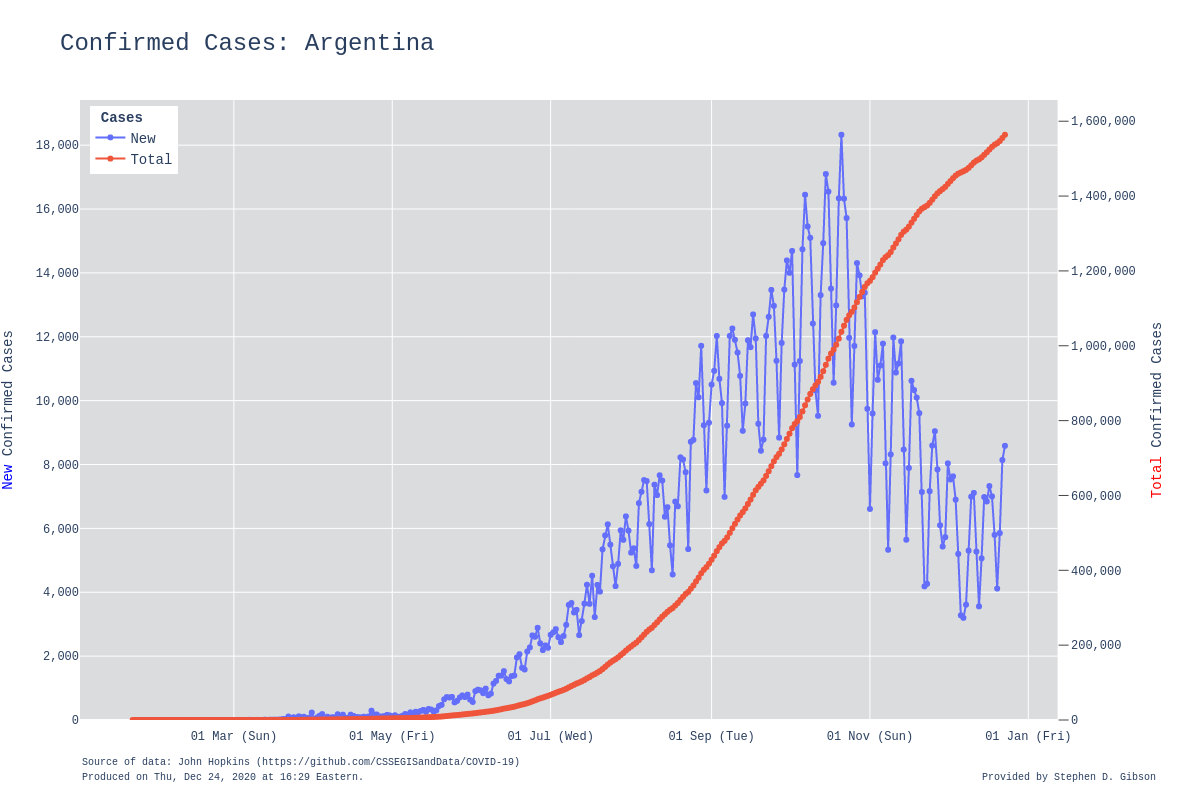 Confirmed Cases: Argentina
Cases
New
Total
18,000
16,000
14,000
12,000
10,000
8,000
6,000
4,000
2,000
0
New Confirmed Cases
1,600,000
1,400,000
1,200,000
1,000,000
800,000
600,000
400,000
200,000
0
Total Confirmed Cases
01 Mar (Sun)
01 May (Fri)
01 Jul (Wed)
01 Sep (Tue)
01 Nov (Sun)
01 Jan (Fri)
Source of data: John Hopkins (https://github.com/CSSEGISandData/COVID-19)
Produced on Thu, Dec 24, 2020 at 16:29 Eastern.
Provided by Stephen D. Gibson